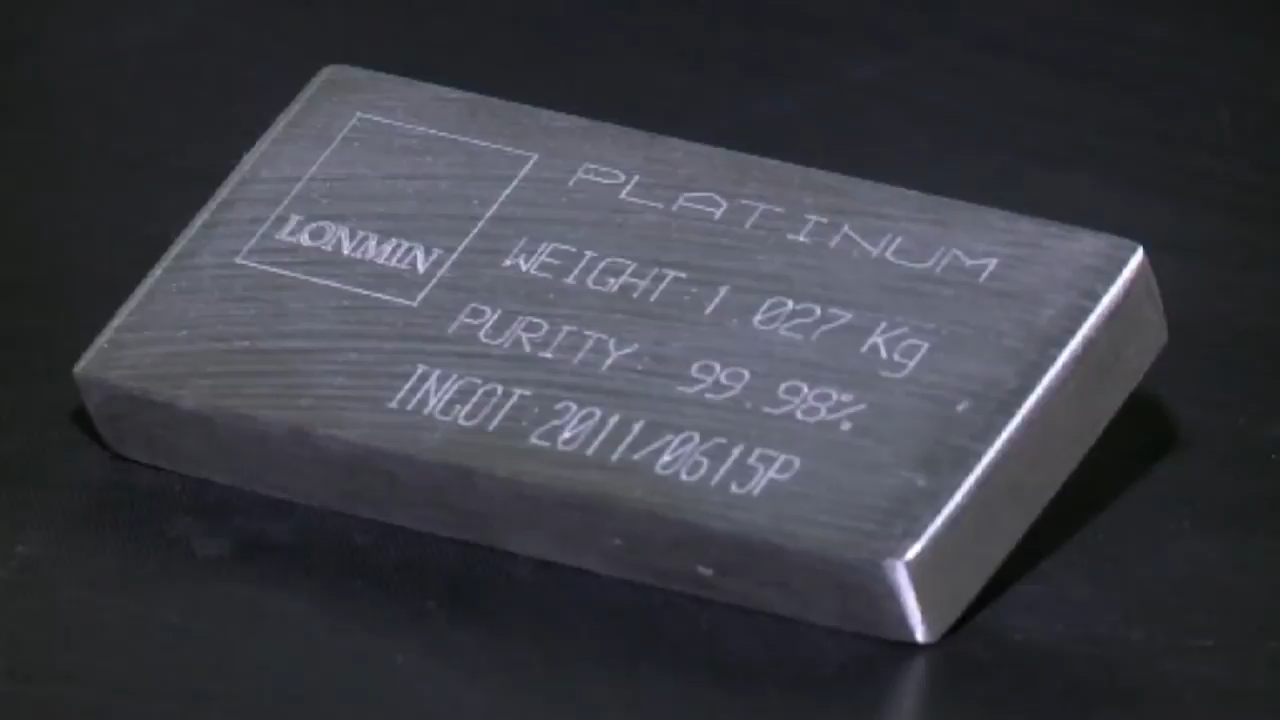 LONMIN
PLATINUM
WEIGHT:1.027 Kg
PURITY: 99.98%
INGOT:2011/0615P